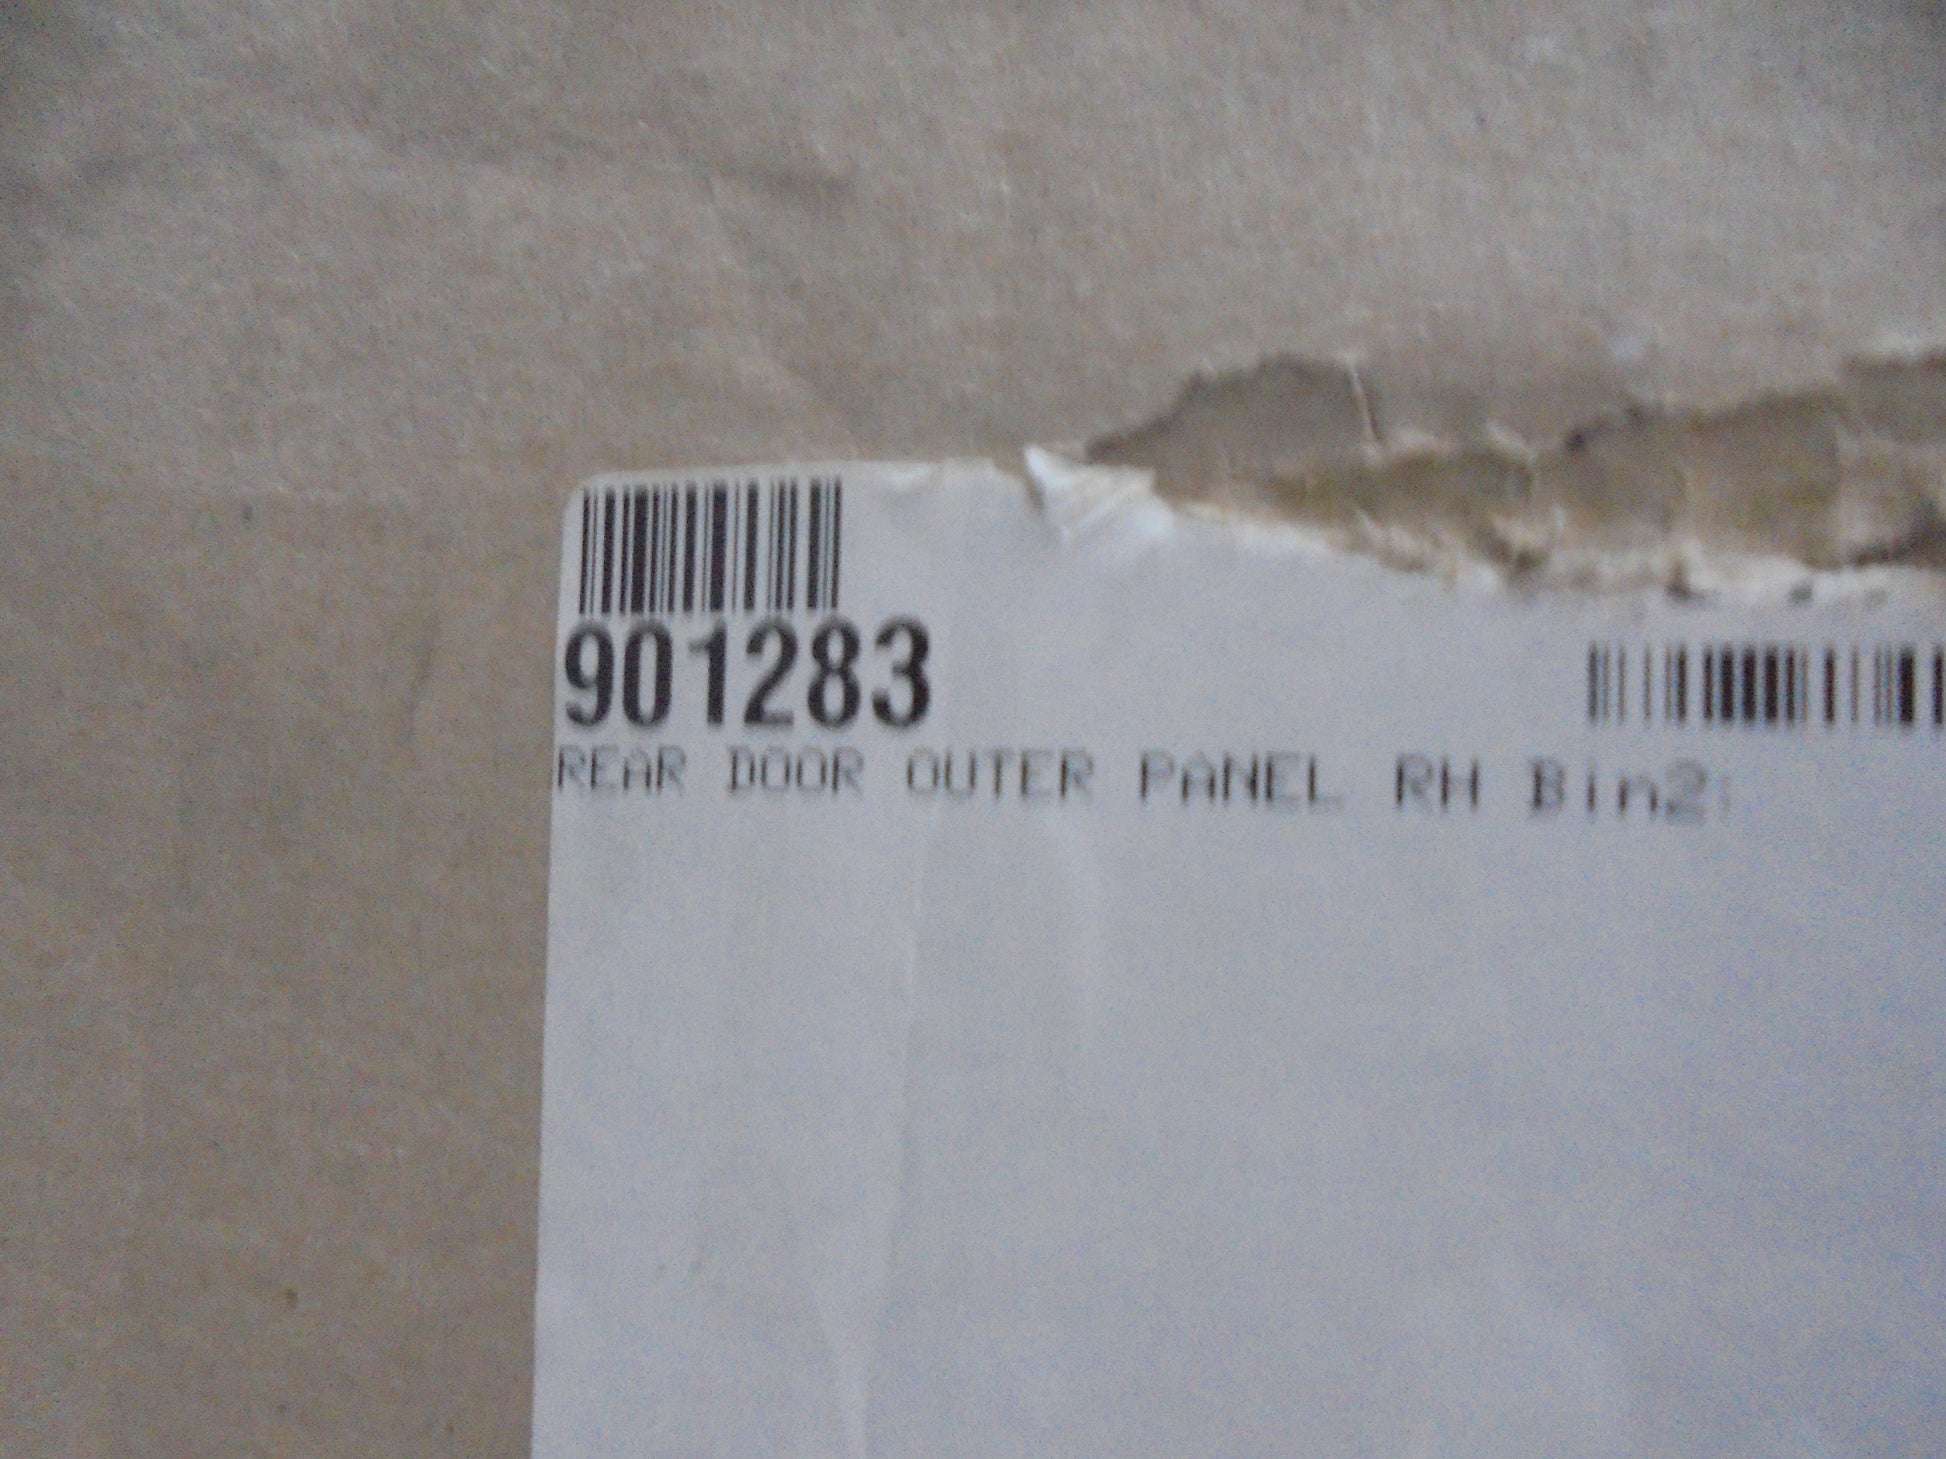 901283
REAR DOOR OUTER PANEL RH Bin2: